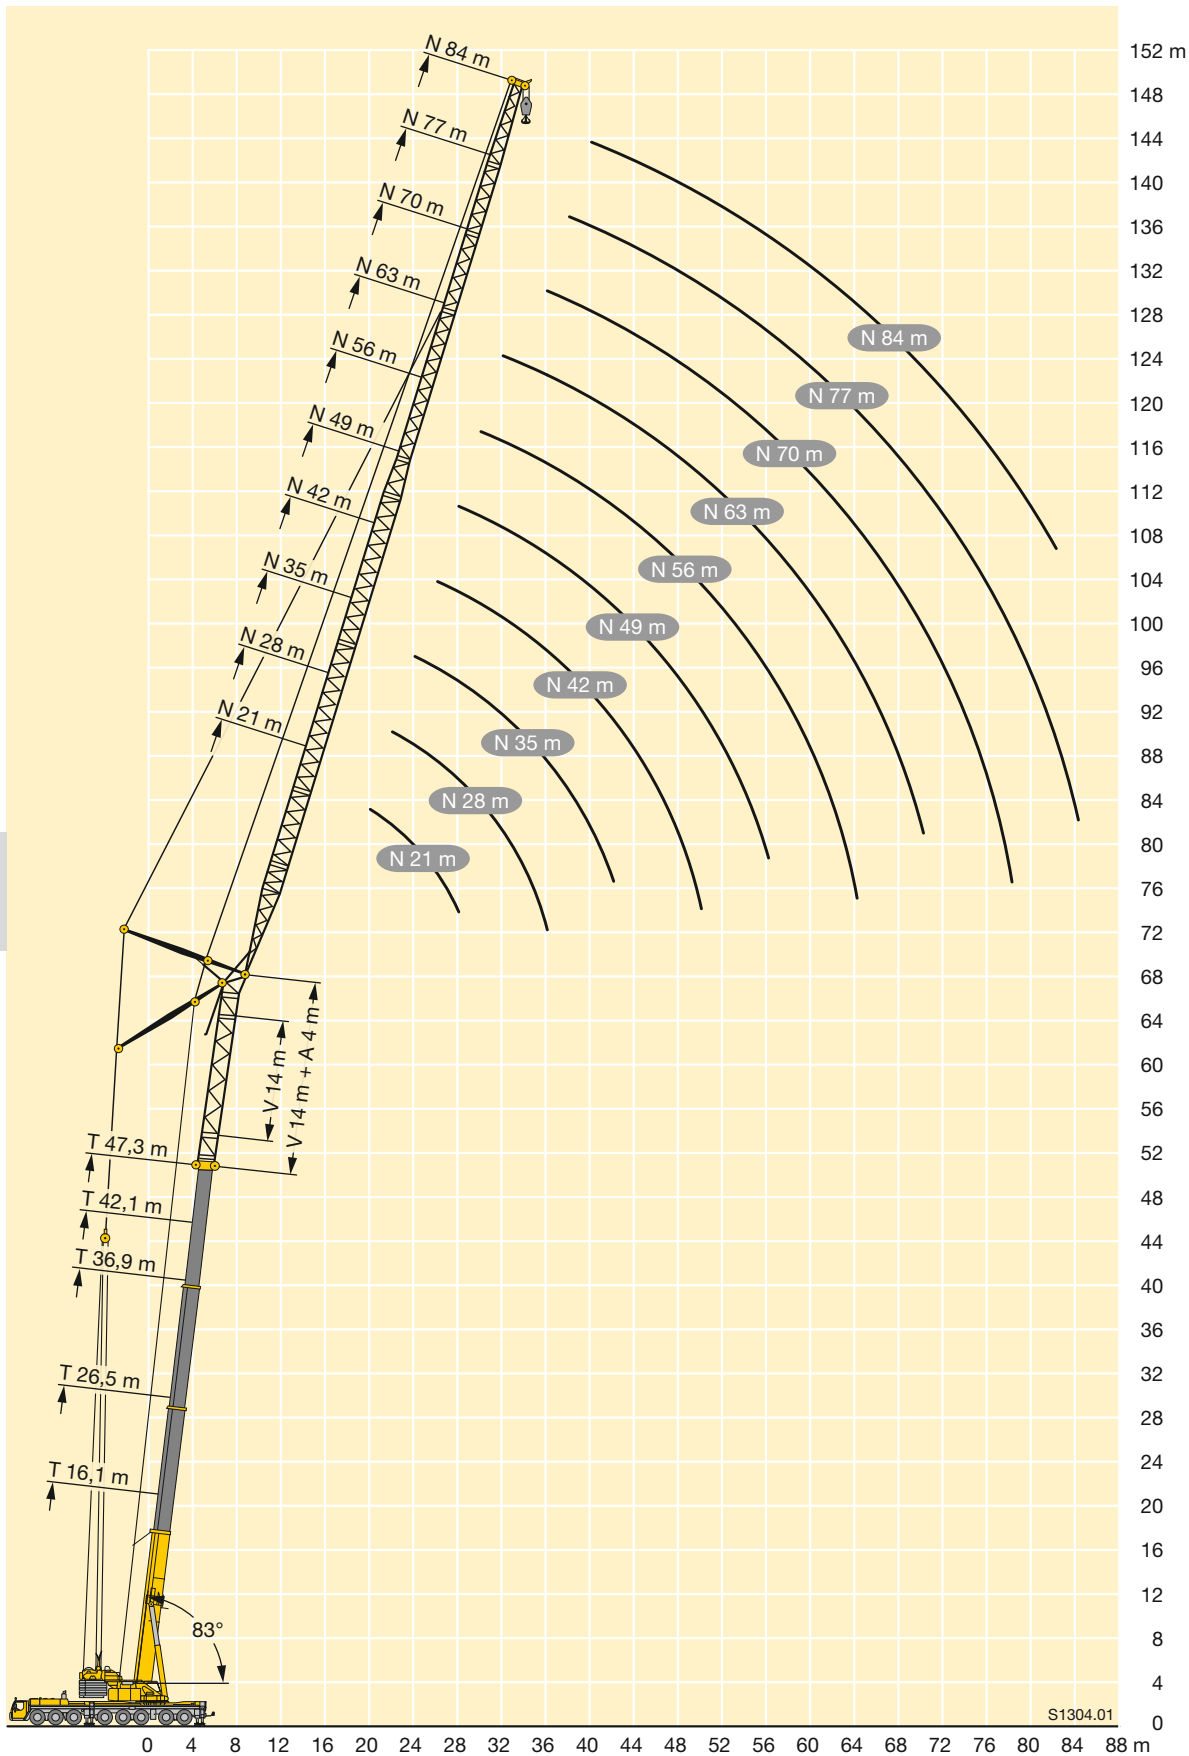 152 m
N 84 m
148
N 77 m
144
140
N 70 m
136
132
N 63 m
128
N 84 m
N 56 m
124
N 77 m
120
N 49 m
116
N 70 m
N 42 m
112
N 63 m
108
N 35 m
N 56 m
104
100
N 49 m
N 28 m
96
N 42 m
92
N 21 m
N 35 m
88
84
N 28 m
80
N 21 m
76
72
68
64
V 14 m
V 14 m + A 4 m
60
56
52
T 47,3 m
48
T 42,1 m
44
T 36,9 m
40
36
32
T 26,5 m
28
24
T 16,1 m
20
16
12
83°
8
4
S1304.01
0
0 4 8 12 16 20 24 28 32 36 40 44 48 52 56 60 64 68 72 76 80 84 88 m